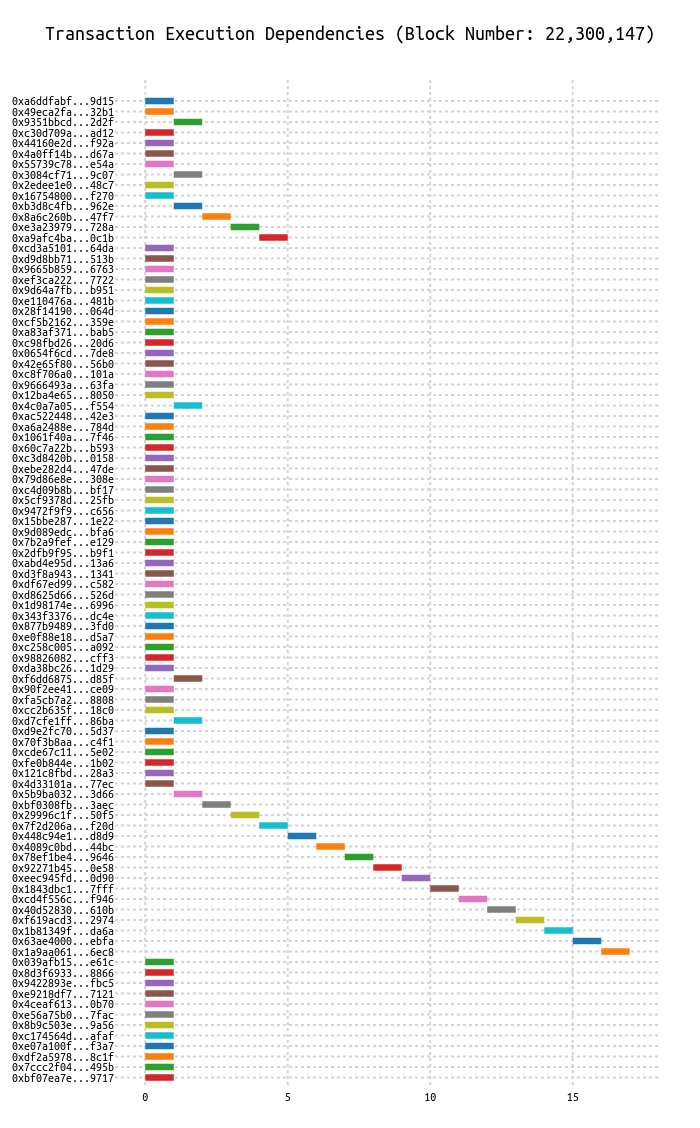 Transaction Execution Dependencies (Block Number: 22,300,147)
0xa6ddfabf...9d15
0x49eca2fa...32b1
0x9351bbcd...2d2f
0xc30d709a...ad12
0x44160e2d...f92a
0x4a0ff14b...d67a
0x55739c78...e54a
0x3084cf71...9c07
0x2edee1e0...48c7
0x16754800...f270
0xb3d8c4fb...962e
0x8a6c260b...47f7
0xe3a23979...728a
0xa9afc4ba...0c1b
0xcd3a5101...64da
0xd9d8bb71...513b
0x9665b859...6763
0xef3ca222...7722
0x9d64a7fb...b951
0xe110476a...481b
0x28f14190...064d
0xcf5b2162...359e
0xa83af371...bab5
0xc98fbd26...20d6
0x0654f6cd...7de8
0x42e65f80...56b0
0xc8f706a0...101a
0x9666493a...63fa
0x12ba4e65...8050
0x4c0a7a05...f554
0xac522448...42e3
0xa6a2488e...784d
0x1061f40a...7f46
0x60c7a22b...b593
0xc3d8420b...0158
0xebe282d4...47de
0x79d86e8e...308e
0xc4d09b8b...bf17
0x5cf9378d...25fb
0x9472f9f9...c656
0x15bbe287...1e22
0x9d089edc...bfa6
0x7b2a9fef...e129
0x2dfb9f95...b9f1
0xabd4e95d...13a6
0xd3f8a943...1341
0xdf67ed99...c582
0xd8625d66...526d
0x1d98174e...6996
0x343f3376...dc4e
0x877b9489...3fd0
0xe0f88e18...d5a7
0xc258c005...a092
0x98826082...cff3
0xda38bc26...1d29
0xf6dd6875...d85f
0x90f2ee41...ce09
0xfa5cb7a2...8808
0xcc2b635f...18c0
0xd7cfe1ff...86ba
0xd9e2fc70...5d37
0x70f3b8aa...c4f1
0xcde67c11...5e02
0xfe0b844e...1b02
0x121c8fbd...28a3
0x4d33101a...77ec
0x5b9ba032...3d66
0xbf0308fb...3aec
0x29996c1f...50f5
0x7f2d206a...f20d
0x448c94e1...d8d9
0x4089c0bd...44bc
0x78ef1be4...9646
0x92271b45...0e58
0xeec945fd...0d90
0x1843dbc1...7fff
0xcd4f556c...f946
0x40d52830...610b
0xf619acd3...2974
0x1b81349f...da6a
0x63ae4000...ebfa
0x1a9aa061...6ec8
0x039afb15...e61c
0x8d3f6933...8866
0x9422893e...fbc5
0xe9218df7...7121
0x4ceaf613...0b70
0xe56a75b0...7fac
0x8b9c503e...9a56
0xc174564d...afaf
0xe07a100f...f3a7
0xdf2a5978...8c1f
0x7ccc2f04...495b
0xbf07ea7e...9717
0 5 10 15